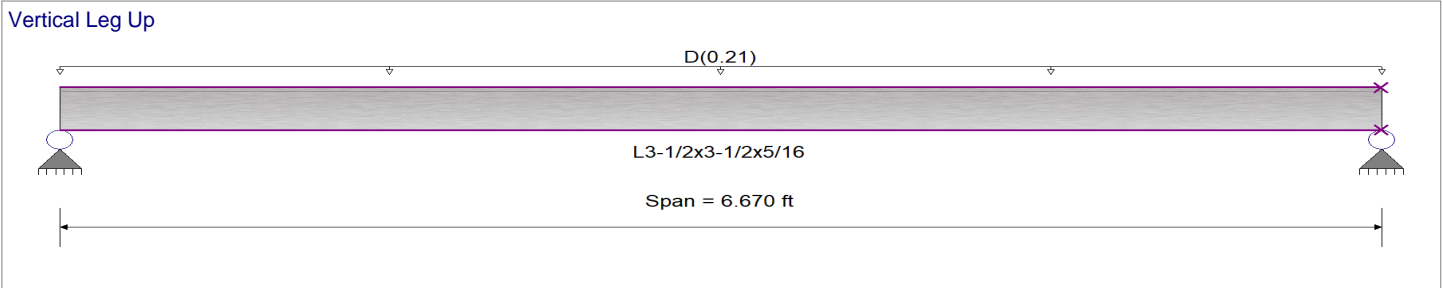 Vertical Leg Up
D(0.21)
L3-1/2x3-1/2x5/16
Span = 6.670 ft